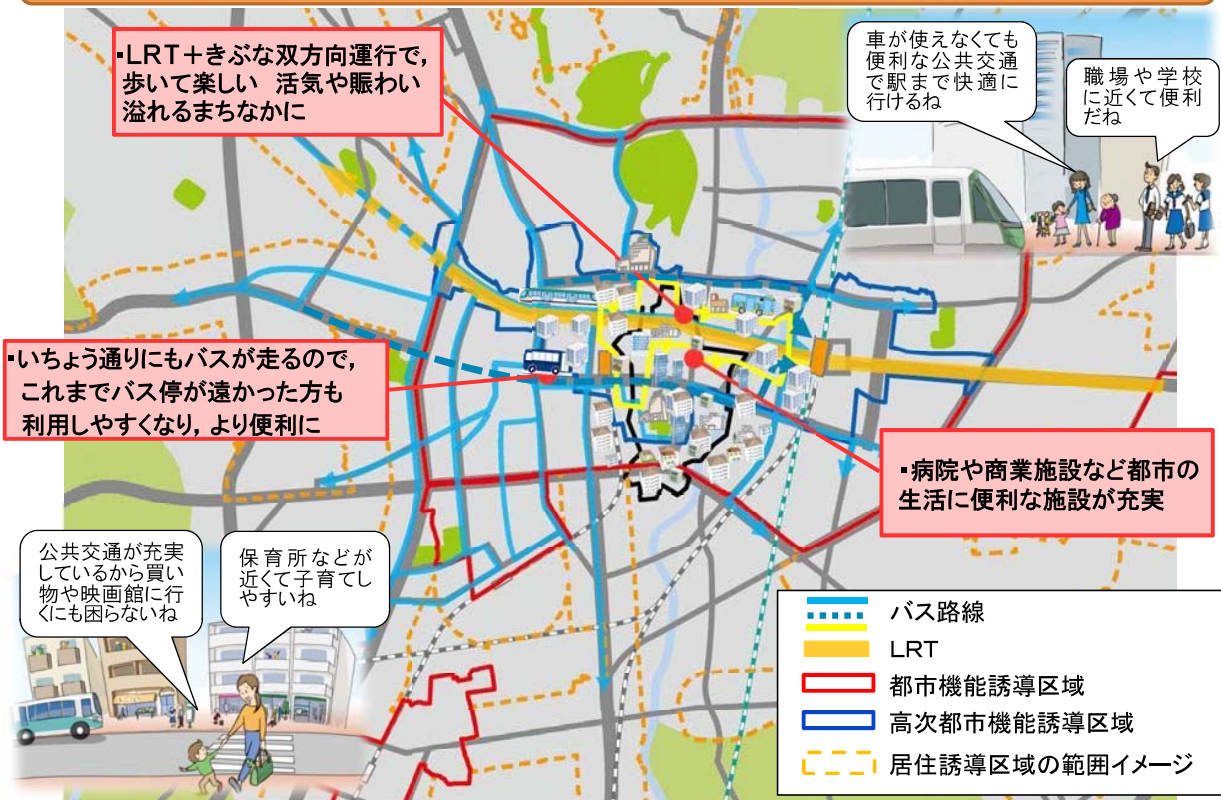 ▪LRT+きぶな双方向運行で,
歩いて楽しい 活気や賑わい
溢れるまちなかに
車が使えなくても
便利な公共交通
で駅まで快適に
行けるね
職場や学校
に近くて便利
だね
▪いちょう通りにもバスが走るので,
これまでバス停が遠かった方も
利用しやすくなり, より便利に
▪病院や商業施設など都市の
生活に便利な施設が充実
公共交通が充実
しているから買い
物や映画館に行
くにも困らないね
保育所などが
近くて子育てし
やすいね
バス路線
LRT
都市機能誘導区域
高次都市機能誘導区域
居住誘導区域の範囲イメージ